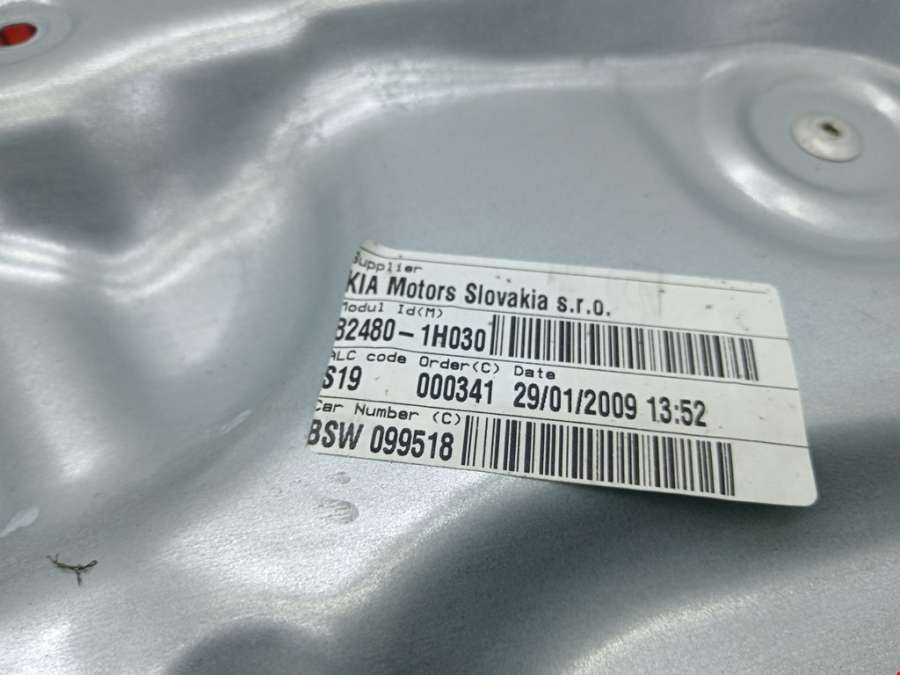 Supplier
KIA Motors Slovakia s.r.o.
Modul Id(M)
82480-1H030
ALC code Order(C) Date
S19 000341 29/01/2009 13:52
Car Number (C)
BSW 099518